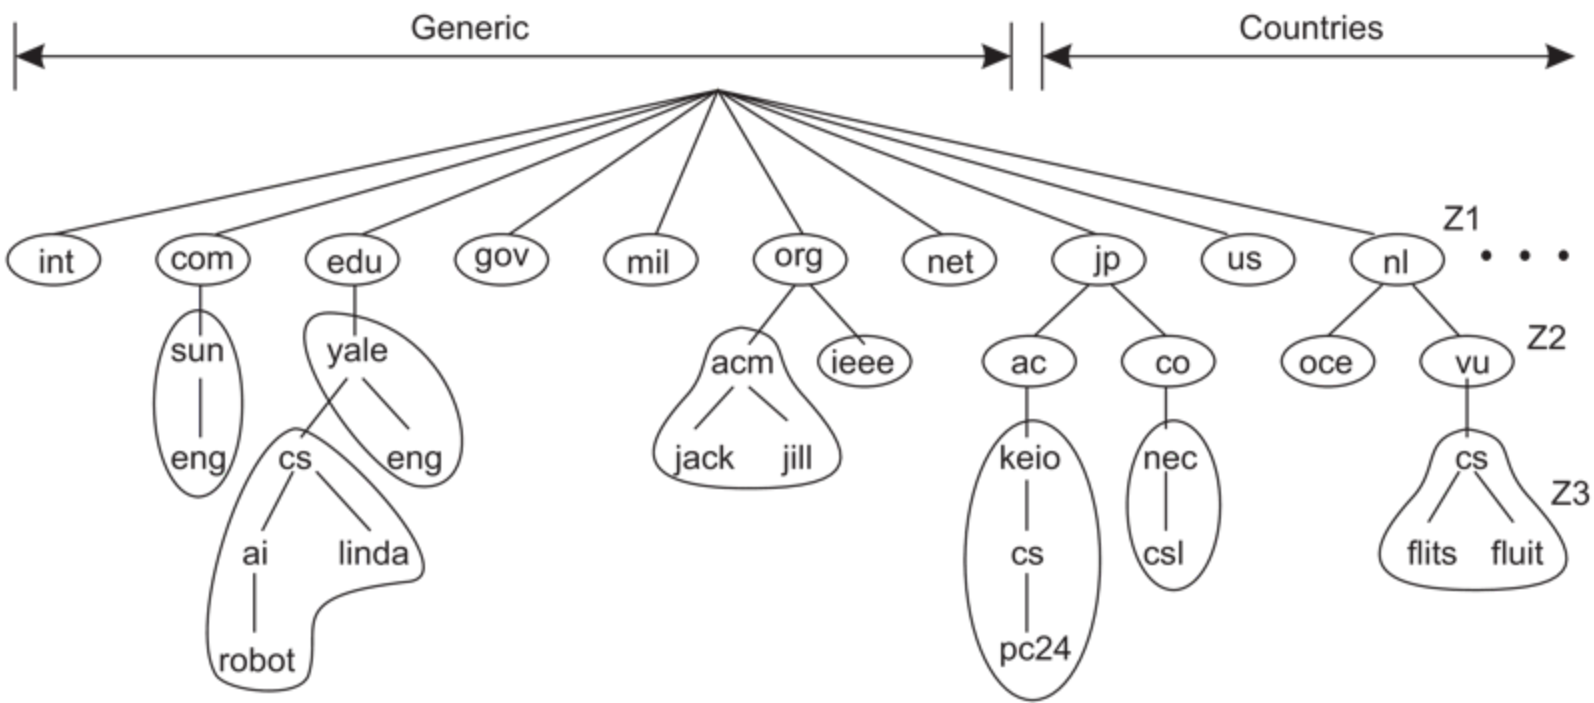 Generic Countries
Z1
int com edu gov mil org net jp us nl • • •
Z2
sun yale acm ieee ac co oce vu
Z3
eng cs eng jack jill keio nec cs
ai linda cs csl flits fluit
robot pc24